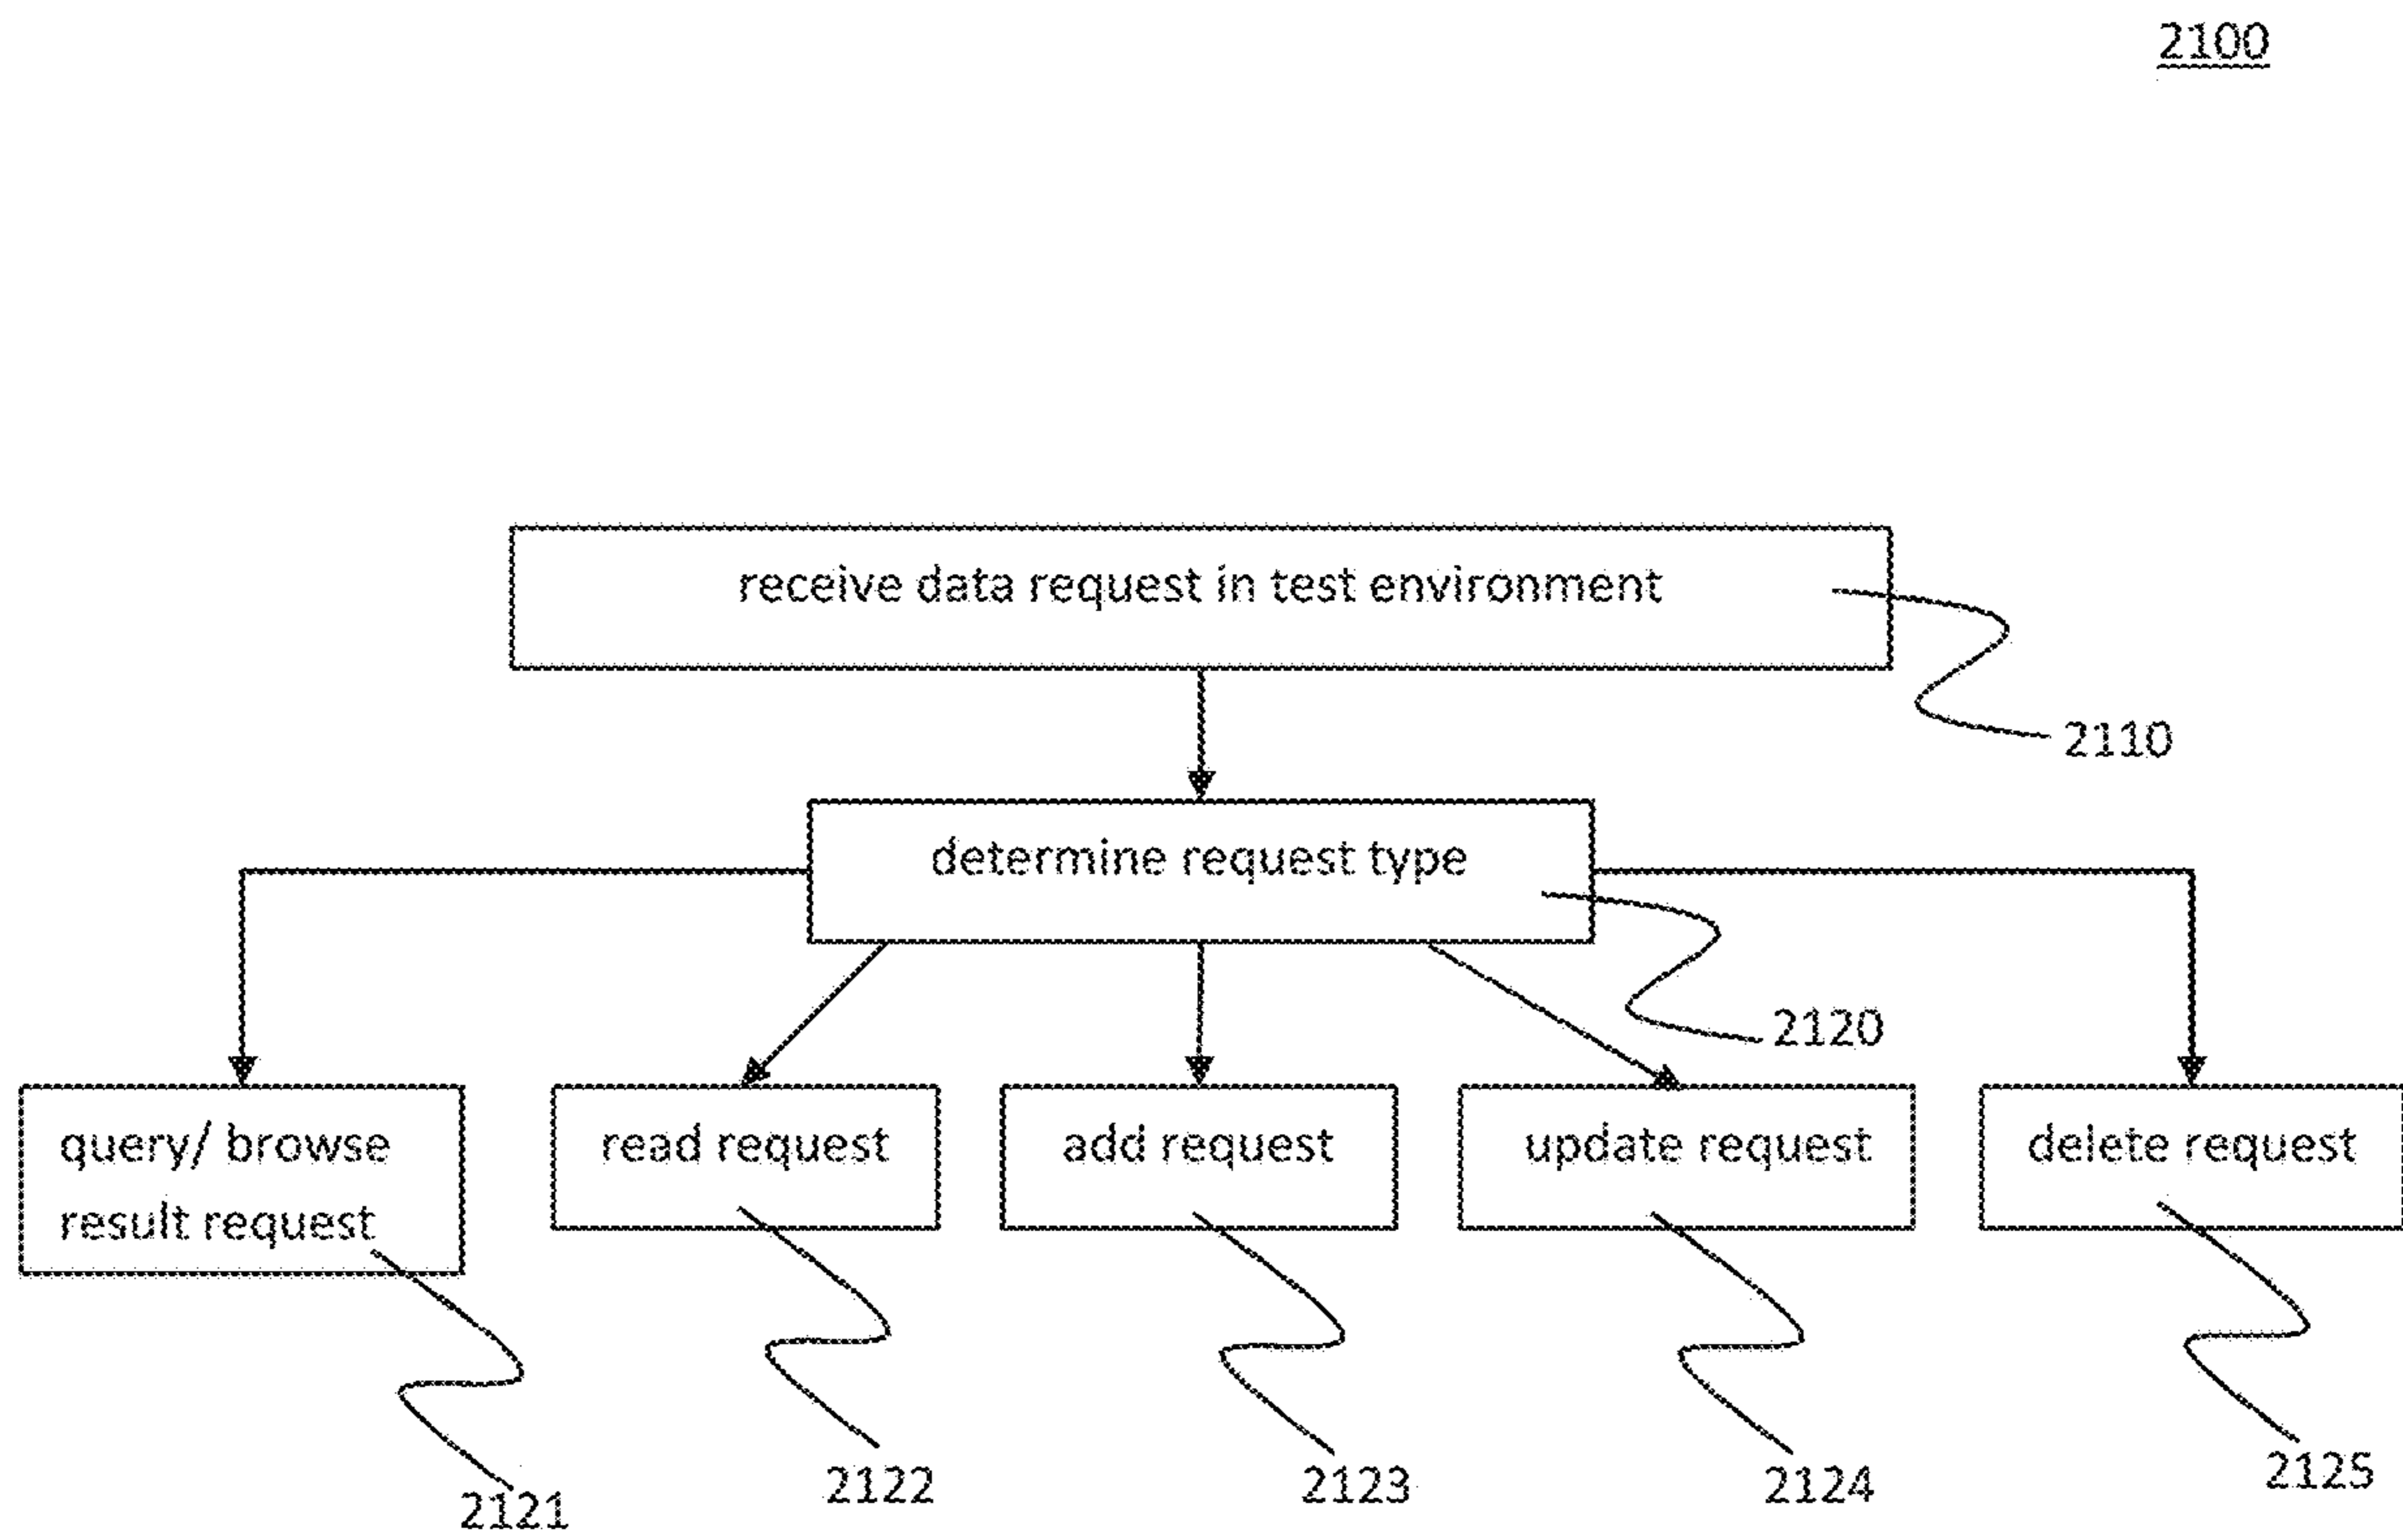 2100
receive data request in test environment
2110
determine request type
2120
query/ browse
result request
read request
add request
update request
delete request
2121
2122
2123
2124
2125